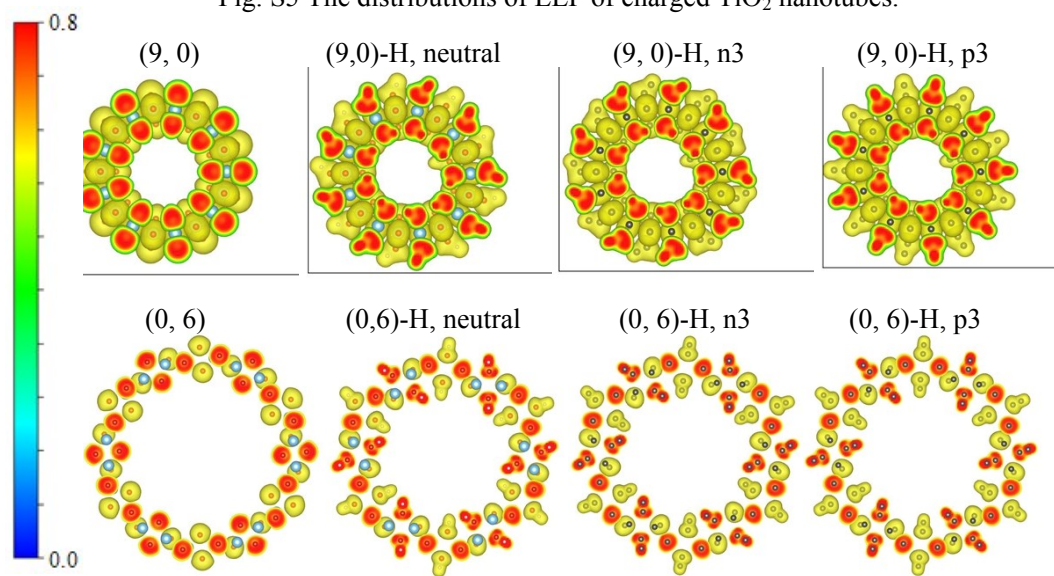 Fig. S5 The distributions of ELF of charged TiO2 nanotubes.
0.8
(9, 0) (9,0)-H, neutral (9, 0)-H, n3 (9, 0)-H, p3
(0, 6) (0,6)-H, neutral (0, 6)-H, n3 (0, 6)-H, p3
0.0